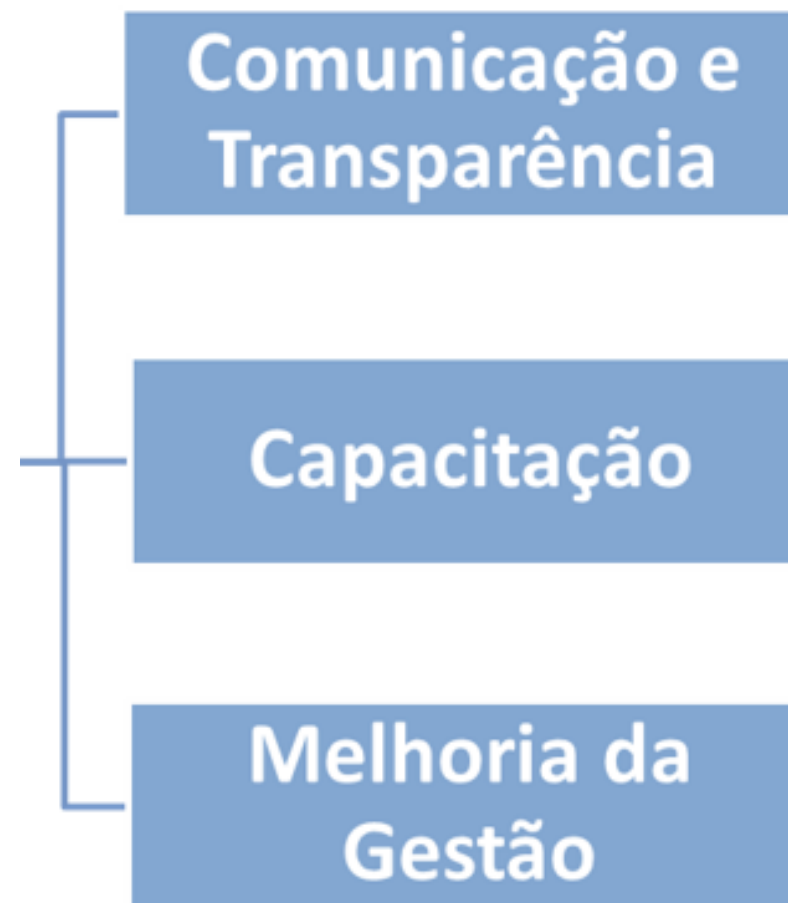 Comunicação e
Transparência
Capacitação
Melhoria da
Gestão